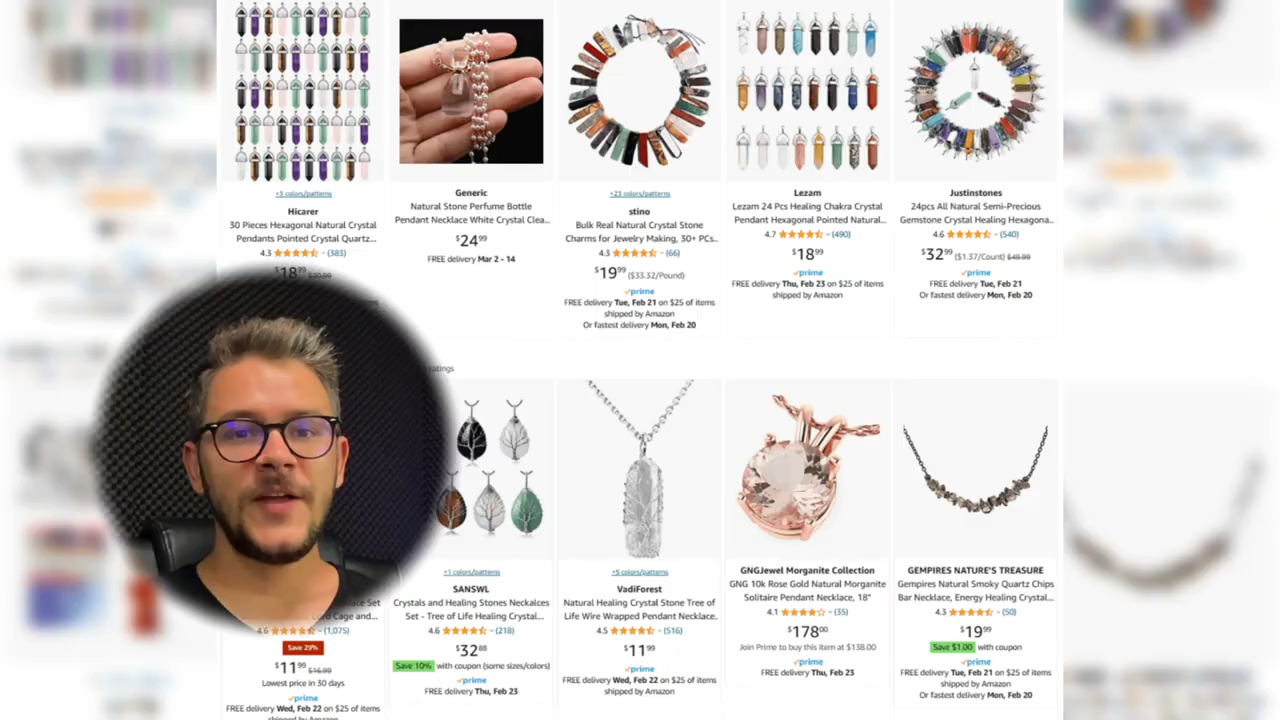 +5 colors/patterns
Hicarer
30 Pieces Hexagonal Natural Crystal
Pendants Pointed Crystal Quartz...
4.3 (383)
$18.99 $20.99
Generic
Natural Stone Perfume Bottle
Pendant Necklace White Crystal Clea...
$24.99
FREE delivery Mar 2 - 14
+23 colors/patterns
stino
Bulk Real Natural Crystal Stone
Charms for Jewelry Making, 30+ PCs..
4.3 (66)
$19.99 ($33.32/Pound)
prime
FREE delivery Tue, Feb 21 on $25 of items
shipped by Amazon
Or fastest delivery Mon, Feb 20
Lezam
Lezam 24 Pcs Healing Chakra Crystal
Pendant Hexagonal Pointed Natural...
4.7 (490)
$18.99
prime
FREE delivery Thu, Feb 23 on $25 of items
shipped by Amazon
Justinstones
24pcs All Natural Semi-Precious
Gemstone Crystal Healing Hexagona..
4.6 (540)
$32.99 ($1.37/Count) $49.99
prime
FREE delivery Tue, Feb 21
Or fastest delivery Mon, Feb 20
ratings
Necklace Set
Cord Cage and...
4.6 (1,075)
Save 29%
$11.99 $16.99
Lowest price in 30 days
prime
FREE delivery Wed, Feb 22 on $25 of items
shipped by Amazon
+1 colors/patterns
SANSWL
Crystals and Healing Stones Neckalces
Set - Tree of Life Healing Crystal...
4.6 (218)
$32.88
Save 10% with coupon (some sizes/colors)
prime
FREE delivery Thu, Feb 23
+5 colors/patterns
VadiForest
Natural Healing Crystal Stone Tree of
Life Wire Wrapped Pendant Necklace..
4.5 (516)
$11.99
prime
FREE delivery Wed, Feb 22 on $25 of items
shipped by Amazon
GNGJewel Morganite Collection
GNG 10k Rose Gold Natural Morganite
Solitaire Pendant Necklace, 18"
4.1 (35)
$178.00
Join Prime to buy this item at $138.00
prime
FREE delivery Thu, Feb 23
GEMPIRES NATURE'S TREASURE
Gempires Natural Smoky Quartz Chips
Bar Necklace, Energy Healing Crystal...
4.3 (50)
$19.99
Save $1.00 with coupon
prime
FREE delivery Tue, Feb 21 on $25 of items
shipped by Amazon
Or fastest delivery Mon, Feb 20